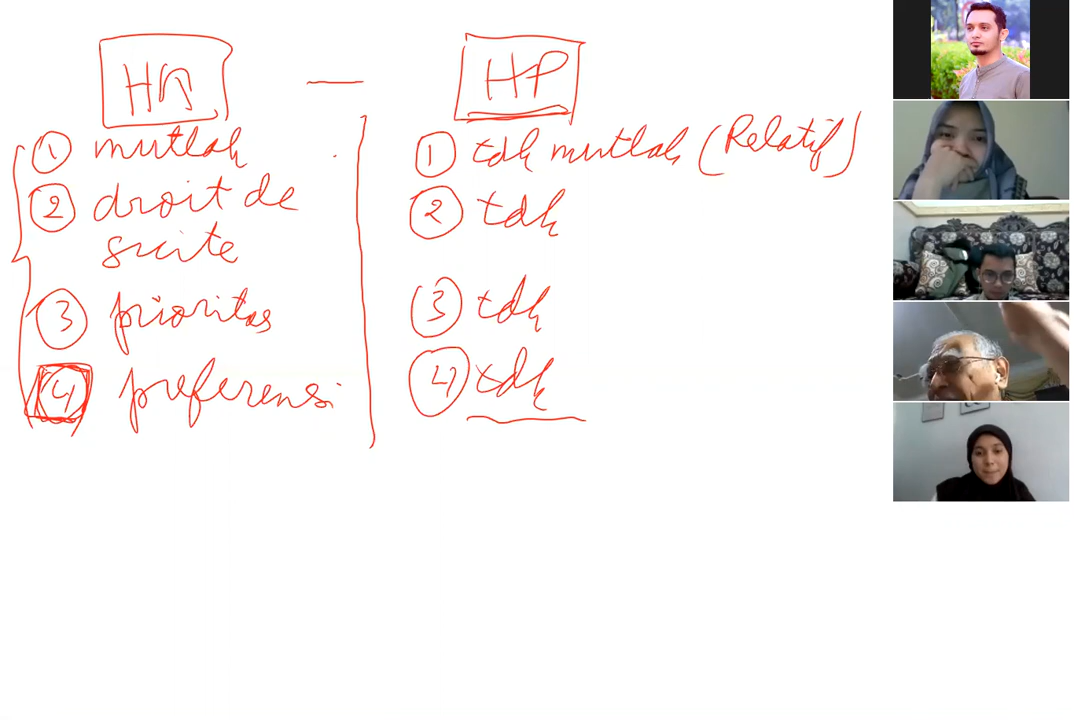 HK — HP
① mutlak
② droit de
suite
③ prioritas
④ preferensi
① tdk mutlak (Relatif)
② tdk
③ tdk
④ tdk